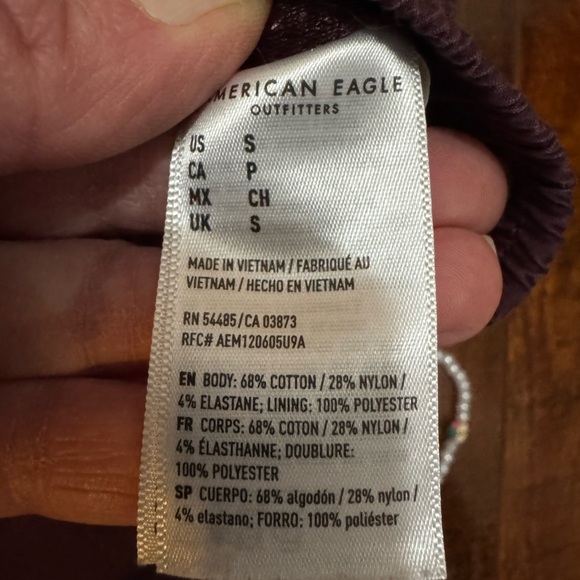 AMERICAN EAGLE
OUTFITTERS
US S
CA P
MX CH
UK S
MADE IN VIETNAM / FABRIQUÉ AU
VIETNAM / HECHO EN VIETNAM
RN 54485/CA 03873
RFC# AEM120605U9A
EN BODY: 68% COTTON / 28% NYLON /
4% ELASTANE; LINING: 100% POLYESTER
FR CORPS: 68% COTON / 28% NYLON /
4% ÉLASTHANNE; DOUBLURE:
100% POLYESTER
SP CUERPO: 68% algodón / 28% nylon /
4% elastano; FORRO: 100% poliéster